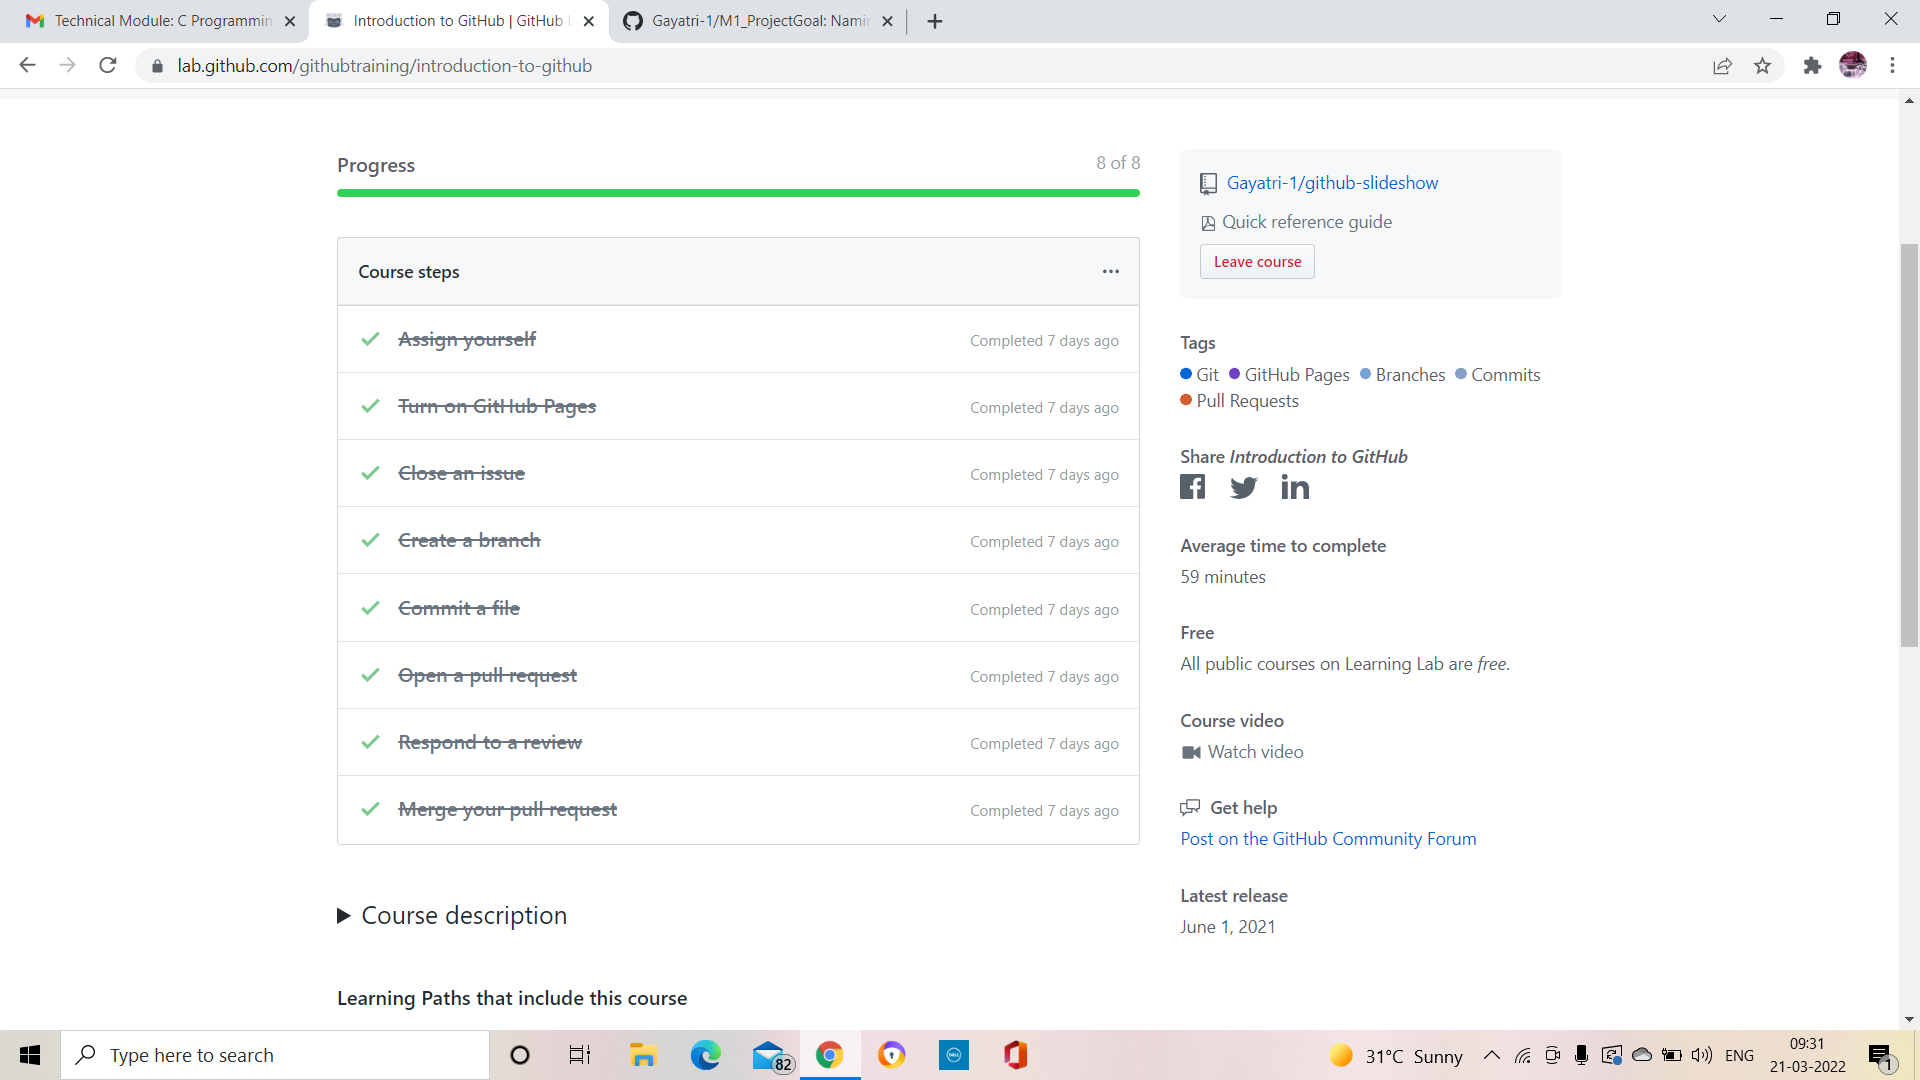 Technical Module: C Programmin
Introduction to GitHub | GitHub L
Gayatri-1/M1_ProjectGoal: Namin
lab.github.com/githubtraining/introduction-to-github
Progress
8 of 8
Course steps
Assign yourself
Completed 7 days ago
Turn on GitHub Pages
Completed 7 days ago
Close an issue
Completed 7 days ago
Create a branch
Completed 7 days ago
Commit a file
Completed 7 days ago
Open a pull request
Completed 7 days ago
Respond to a review
Completed 7 days ago
Merge your pull request
Completed 7 days ago
Course description
Learning Paths that include this course
Gayatri-1/github-slideshow
Quick reference guide
Leave course
Tags
Git GitHub Pages Branches Commits
Pull Requests
Share Introduction to GitHub
Average time to complete
59 minutes
Free
All public courses on Learning Lab are free.
Course video
Watch video
Get help
Post on the GitHub Community Forum
Latest release
June 1, 2021
Type here to search
82
DELL
31°C Sunny
ENG
09:31
21-03-2022
1